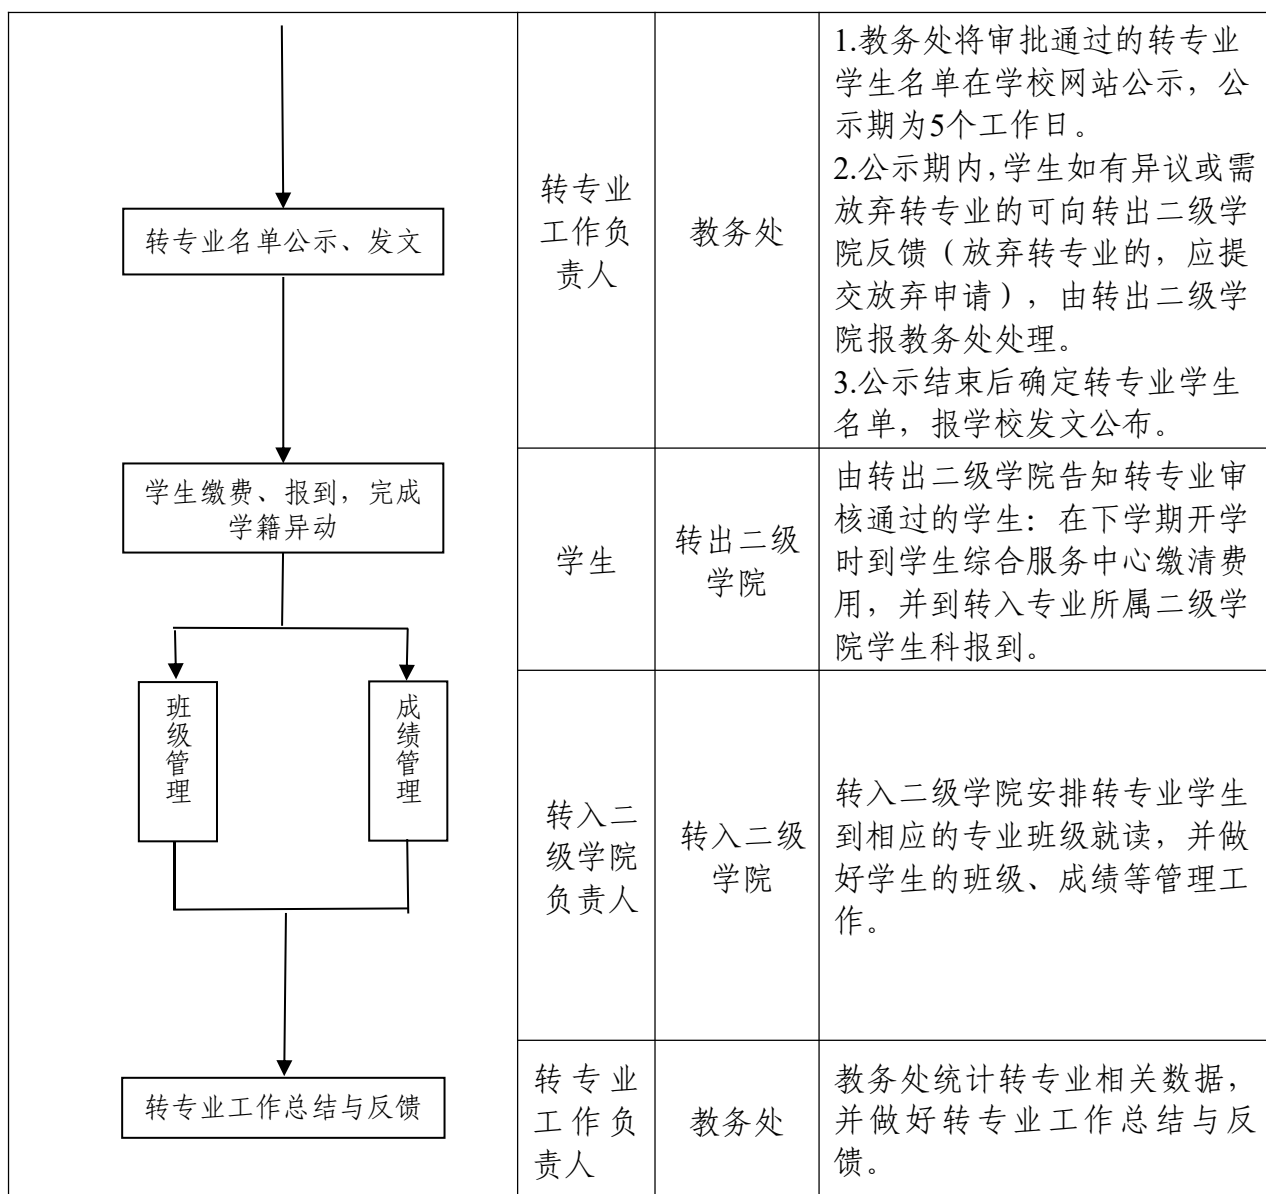 转专业名单公示、发文
转专业
工作负
责人
教务处
1.教务处将审批通过的转专业
学生名单在学校网站公示，公
示期为5个工作日。
2.公示期内,学生如有异议或需
放弃转专业的可向转出二级学
院反馈（放弃转专业的，应提
交放弃申请），由转出二级学
院报教务处处理。
3.公示结束后确定转专业学生
名单，报学校发文公布。
学生缴费、报到，完成
学籍异动
学生
转出二级
学院
由转出二级学院告知转专业审
核通过的学生：在下学期开学
时到学生综合服务中心缴清费
用，并到转入专业所属二级学
院学生科报到。
班级管理
成绩管理
转入二
级学院
负责人
转入二级
学院
转入二级学院安排转专业学生
到相应的专业班级就读，并做
好学生的班级、成绩等管理工
作。
转专业工作总结与反馈
转专业
工作负
责人
教务处
教务处统计转专业相关数据，
并做好转专业工作总结与反
馈。